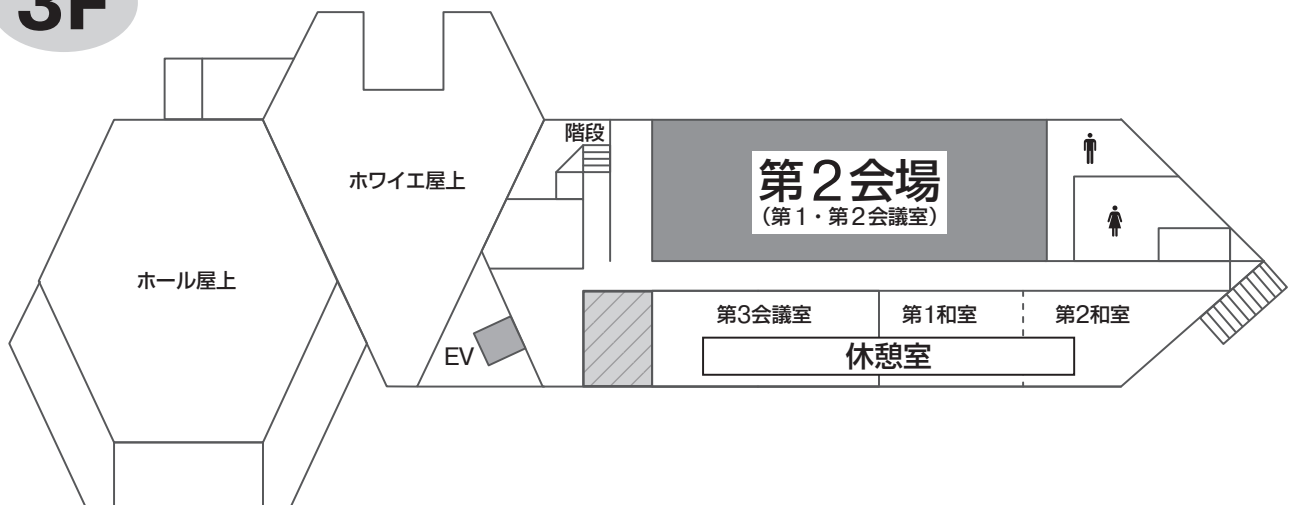 3F
階段
第2会場
（第1・第2会議室）
ホワイエ屋上
ホール屋上
第3会議室
第1和室
第2和室
EV
休憩室